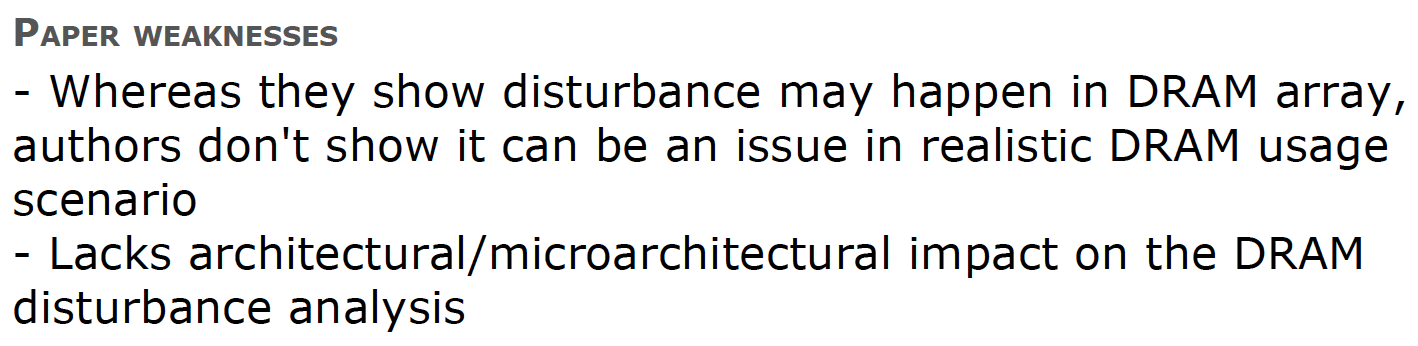 PAPER WEAKNESSES
- Whereas they show disturbance may happen in DRAM array,
authors don't show it can be an issue in realistic DRAM usage
scenario
- Lacks architectural/microarchitectural impact on the DRAM
disturbance analysis